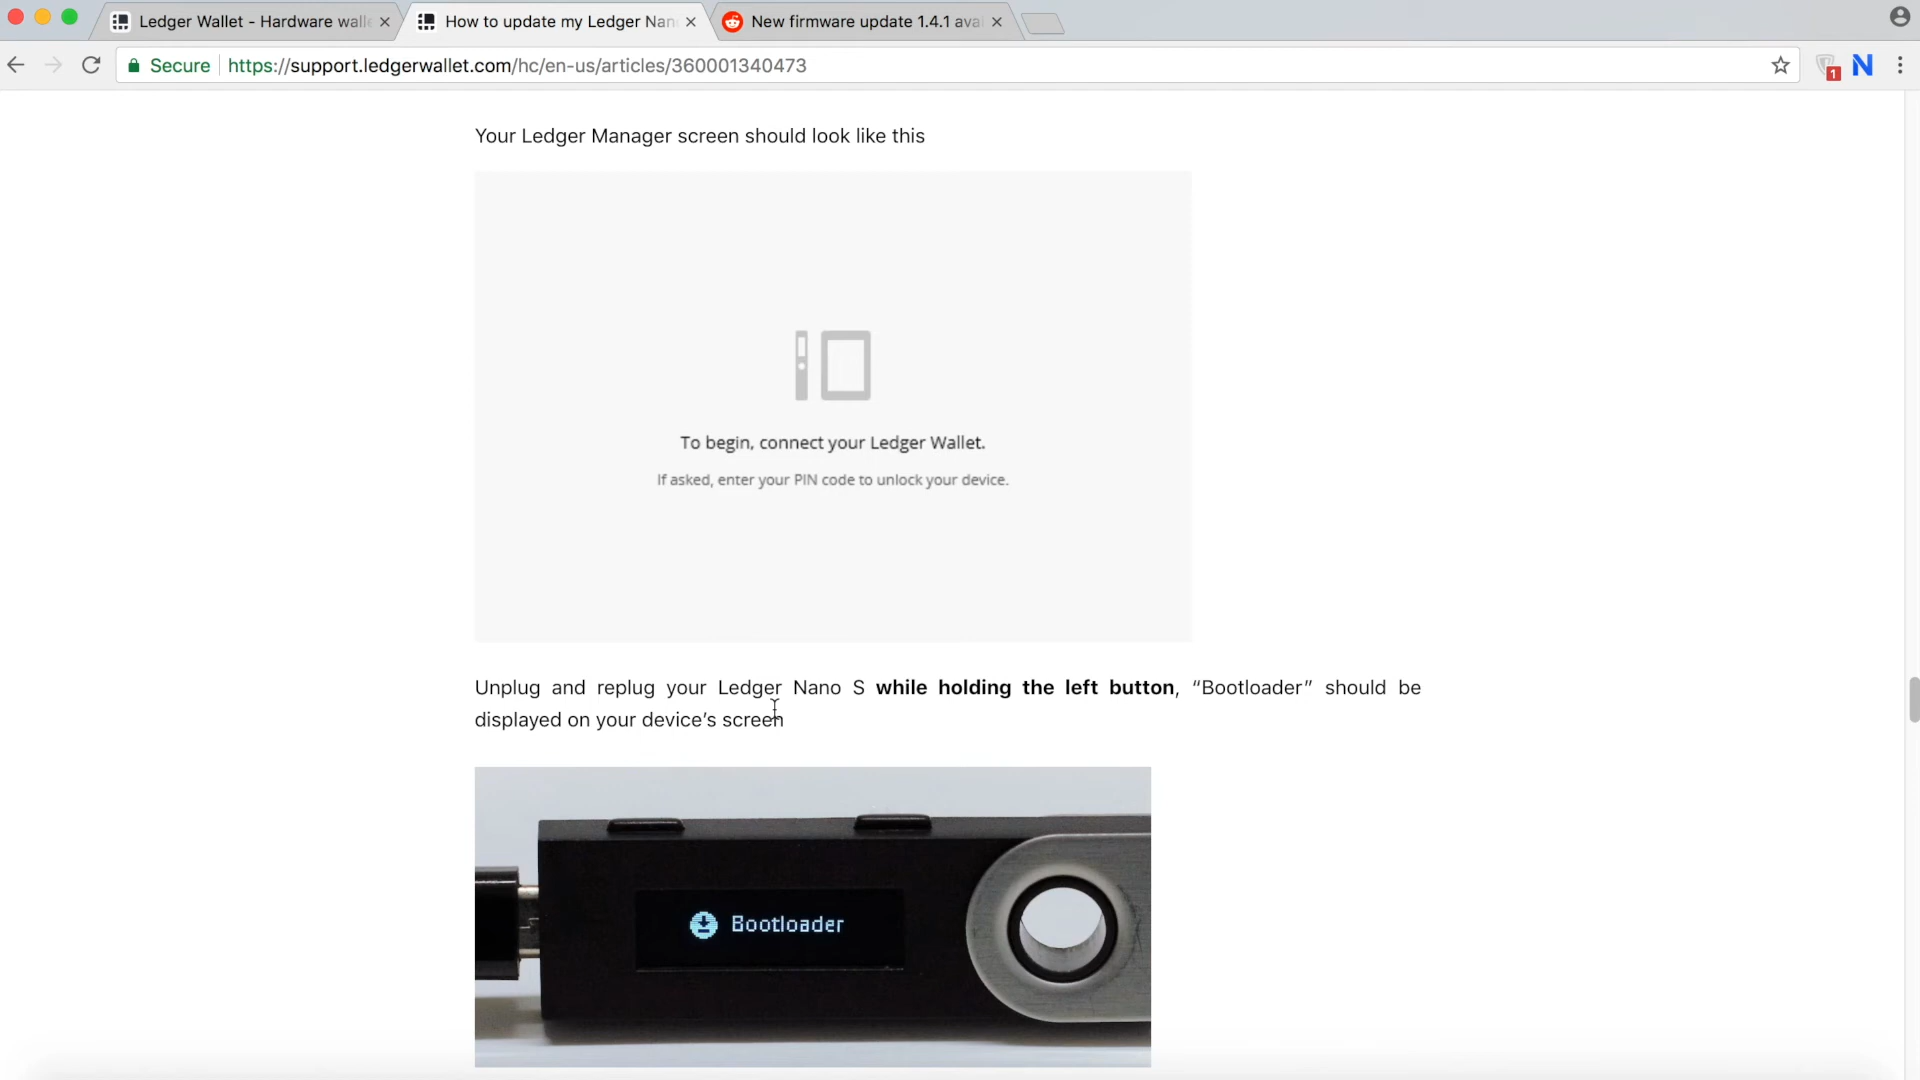 Ledger Wallet - Hardware walle
How to update my Ledger Nan
New firmware update 1.4.1 ava
Secure
https://support.ledgerwallet.com/hc/en-us/articles/360001340473
1
N
Your Ledger Manager screen should look like this
To begin, connect your Ledger Wallet.
If asked, enter your PIN code to unlock your device.
Unplug and replug your Ledger Nano S while holding the left button, “Bootloader” should be
displayed on your device’s screen
Bootloader